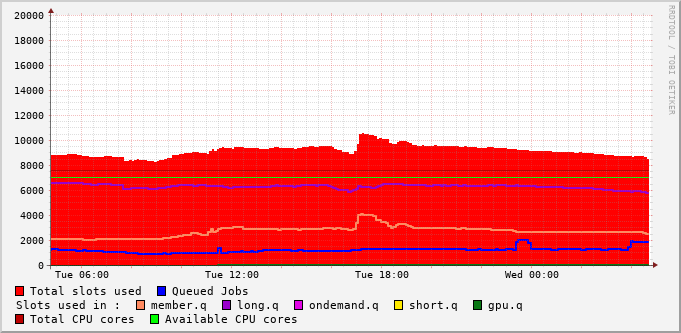 20000
18000
16000
14000
12000
10000
8000
6000
4000
2000
0
Tue 06:00 Tue 12:00 Tue 18:00 Wed 00:00
Total slots used Queued Jobs
Slots used in : member.q long.q ondemand.q short.q gpu.q
Total CPU cores Available CPU cores
RRDTOOL / TOBI OETIKER